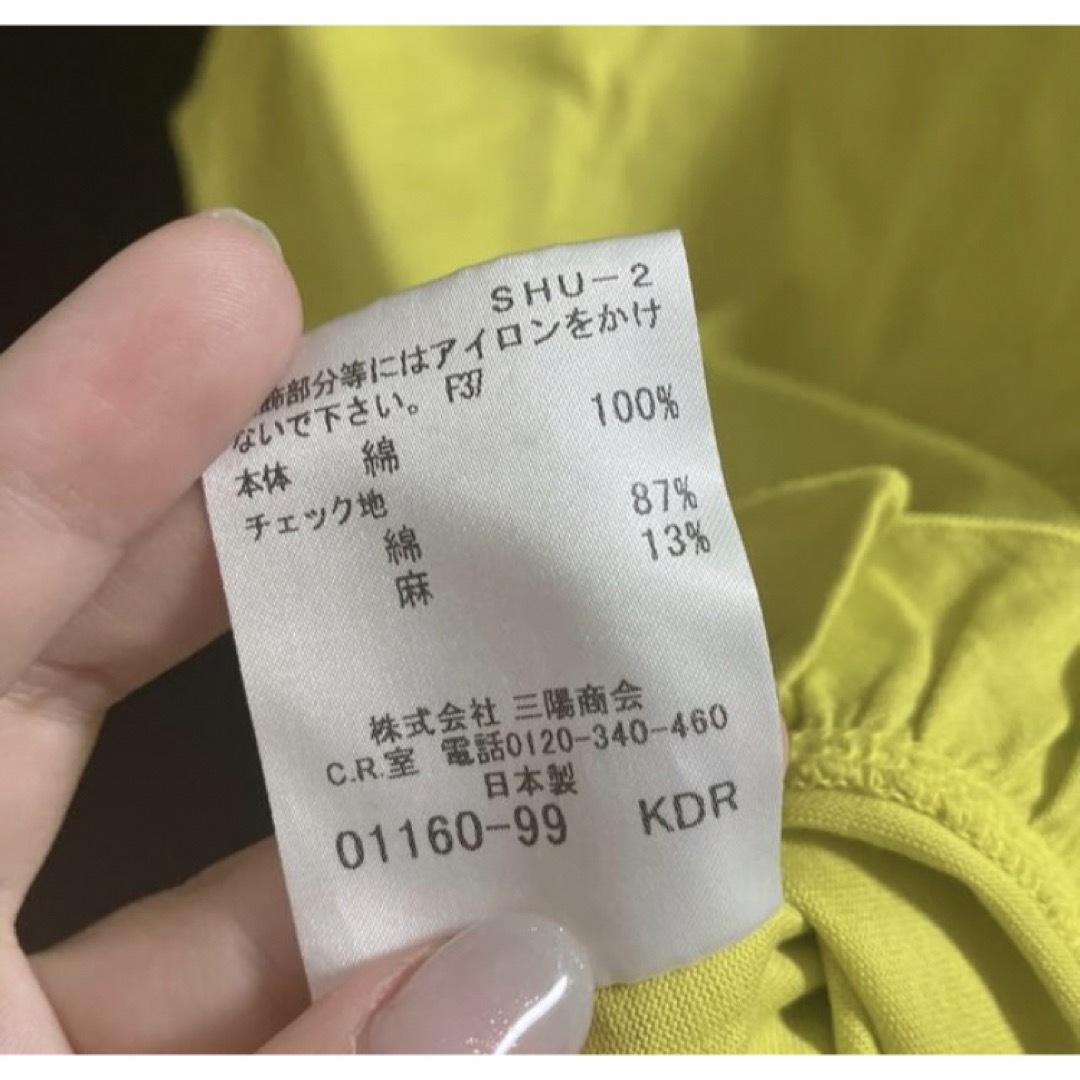 SHU-2
飾部分等にはアイロンをかけ
ないで下さい。 F37
本体 綿 100%
チェック地
綿 87%
麻 13%
株式会社 三陽商会
C.R.室 電話0120-340-460
日本製
01160-99 KDR